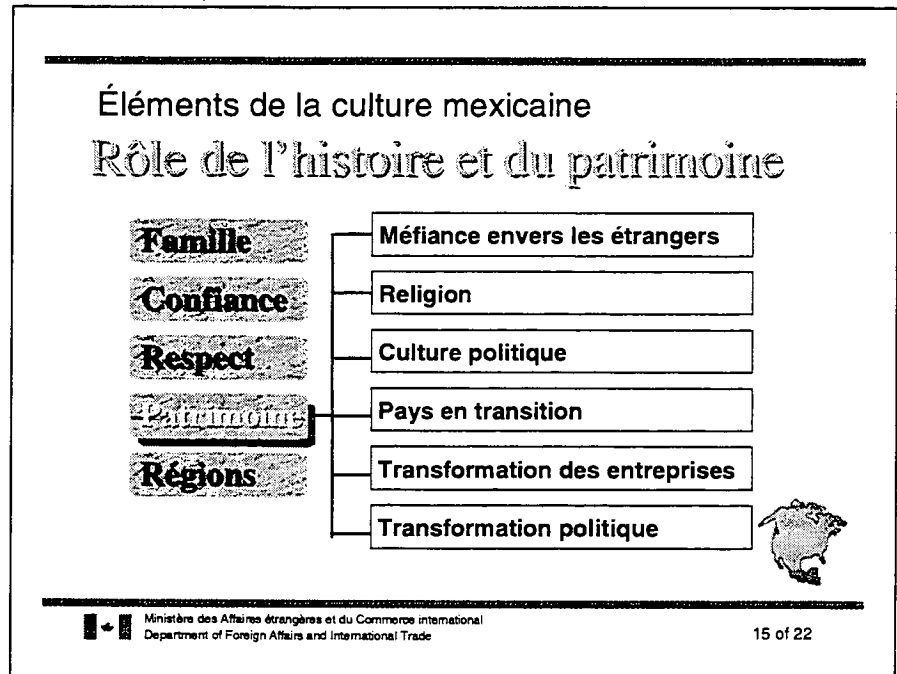 Éléments de la culture mexicaine
Rôle de l'histoire et du patrimoine
Famille
Confiance
Respect
Patrimoine
Régions
Méfiance envers les étrangers
Religion
Culture politique
Pays en transition
Transformation des entreprises
Transformation politique
Ministère des Affaires étrangères et du Commerce international
Department of Foreign Affairs and International Trade
15 of 22